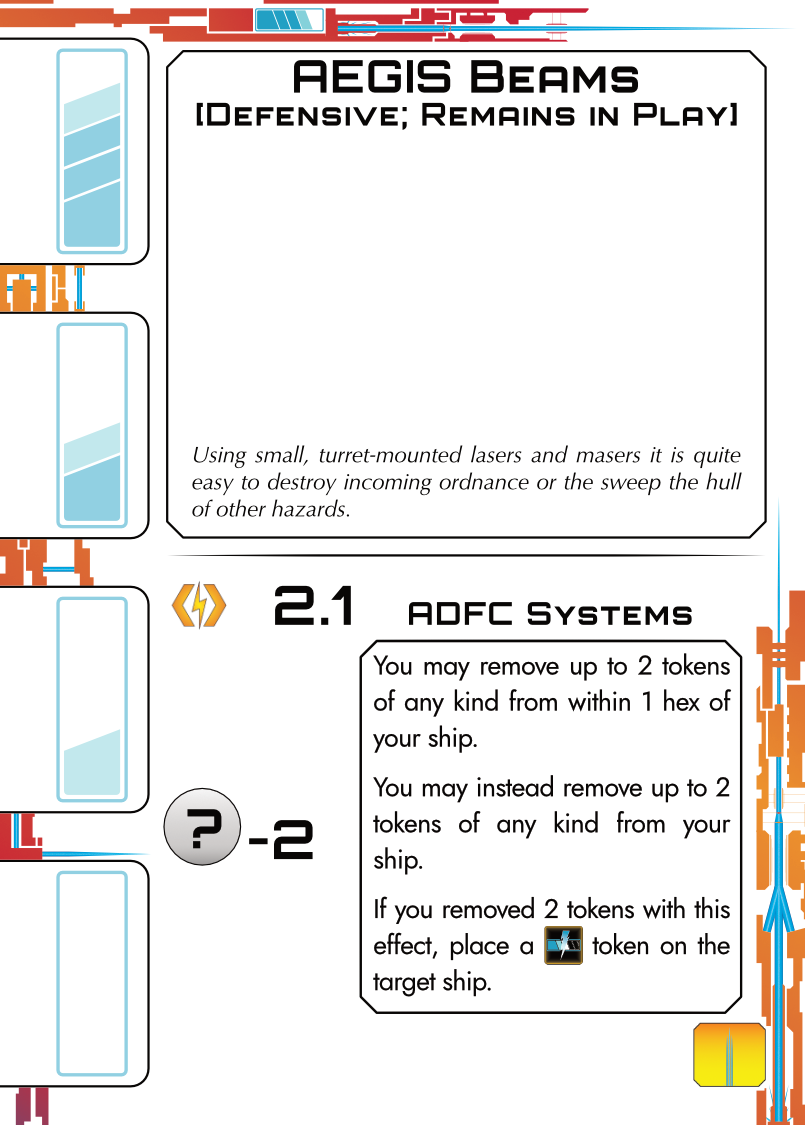 AEGIS Beams
[Defensive; Remains in Play]
Using small, turret-mounted lasers and masers it is quite
easy to destroy incoming ordnance or the sweep the hull
of other hazards.
2.1
ADFC Systems
You may remove up to 2 tokens
of any kind from within 1 hex of
your ship.
You may instead remove up to 2
tokens of any kind from your
ship.
? -2
If you removed 2 tokens with this
effect, place a token on the
target ship.